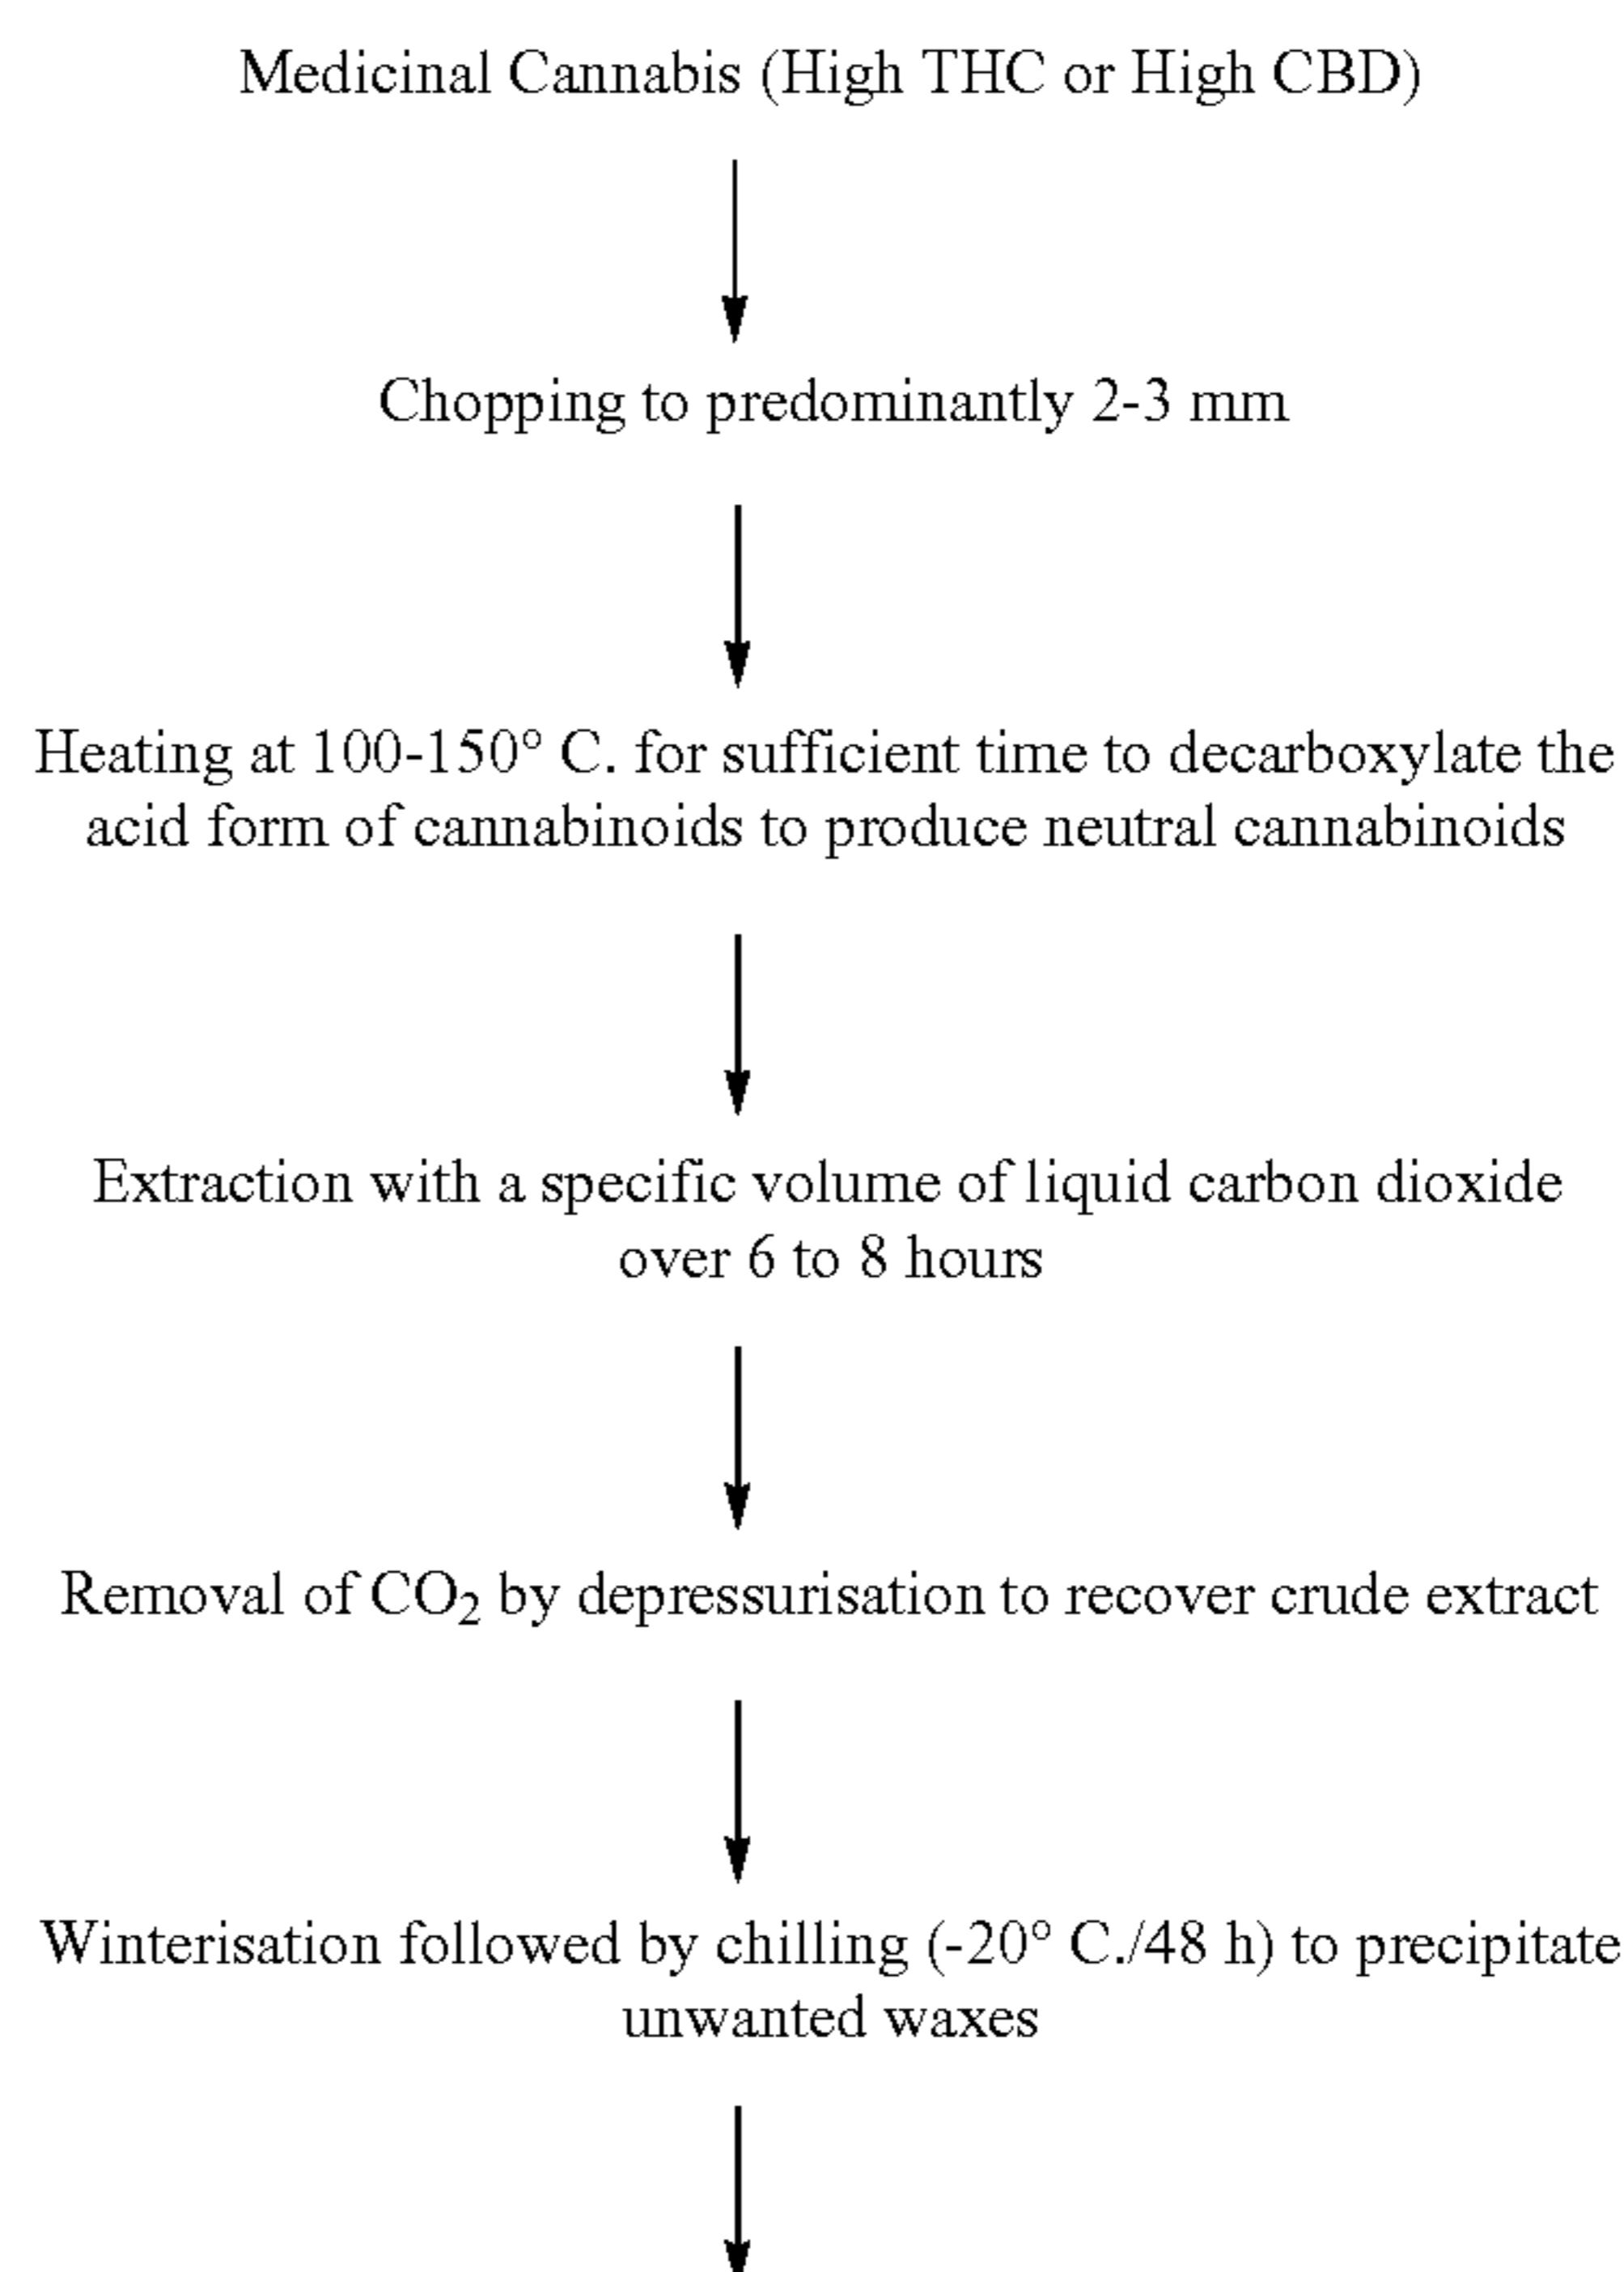 Medicinal Cannabis (High THC or High CBD)
Chopping to predominantly 2-3 mm
Heating at 100-150° C. for sufficient time to decarboxylate the
acid form of cannabinoids to produce neutral cannabinoids
Extraction with a specific volume of liquid carbon dioxide
over 6 to 8 hours
Removal of CO₂ by depressurisation to recover crude extract
Winterisation followed by chilling (-20° C./48 h) to precipitate
unwanted waxes